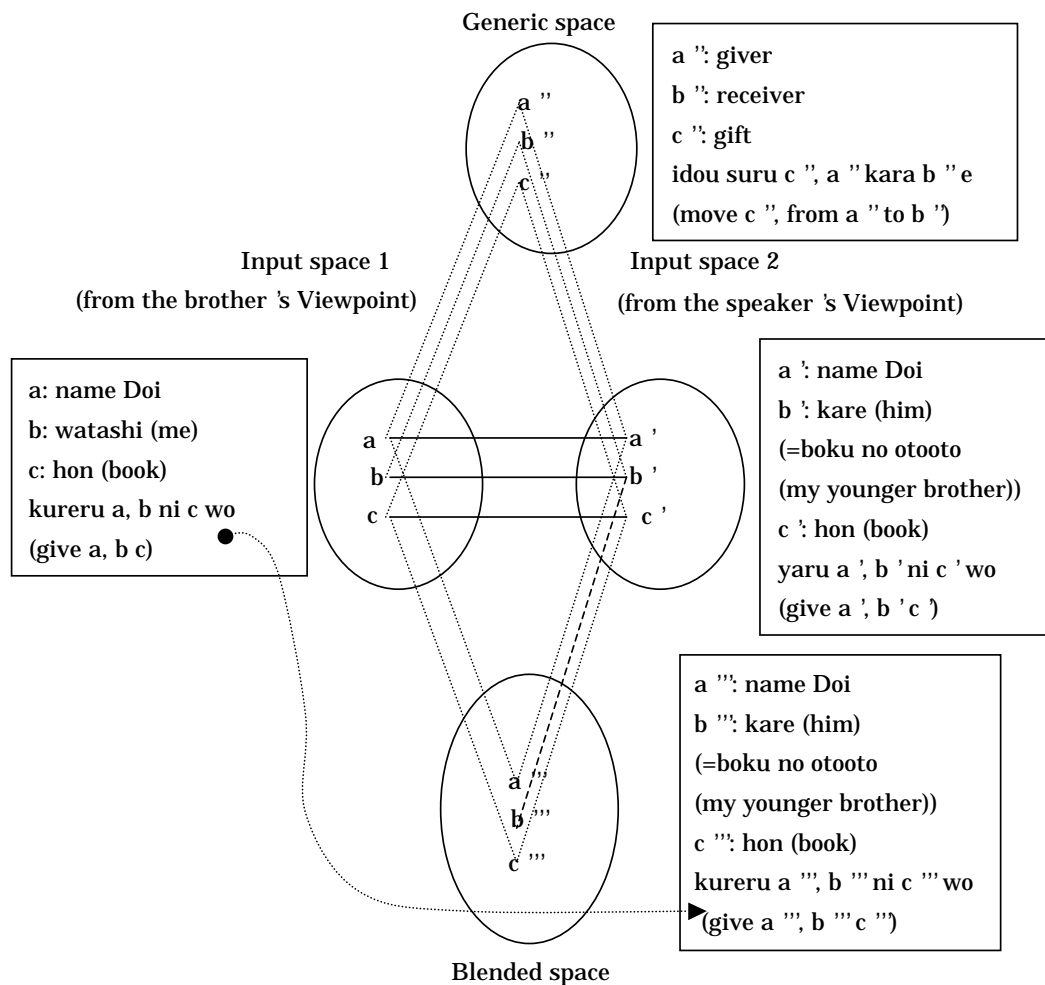 Generic space
a ’’
b ’’
c ’’
a ’’: giver
b ’’: receiver
c ’’: gift
idou suru c ’’, a ’’ kara b ’’ e
(move c ’’, from a ’’ to b ’’)
Input space 1
(from the brother ’s Viewpoint)
Input space 2
(from the speaker ’s Viewpoint)
a: name Doi
b: watashi (me)
c: hon (book)
kureru a, b ni c wo
(give a, b c)
a
b
c
a ’
b ’
c ’
a ’: name Doi
b ’: kare (him)
(=boku no otooto
(my younger brother))
c ’: hon (book)
yaru a ’, b ’ ni c ’ wo
(give a ’, b ’ c ’)
a ’’’
b ’’’
c ’’’
a ’’’: name Doi
b ’’’: kare (him)
(=boku no otooto
(my younger brother))
c ’’’: hon (book)
kureru a ’’’, b ’’’ ni c ’’’ wo
(give a ’’’, b ’’’ c ’’’)
Blended space